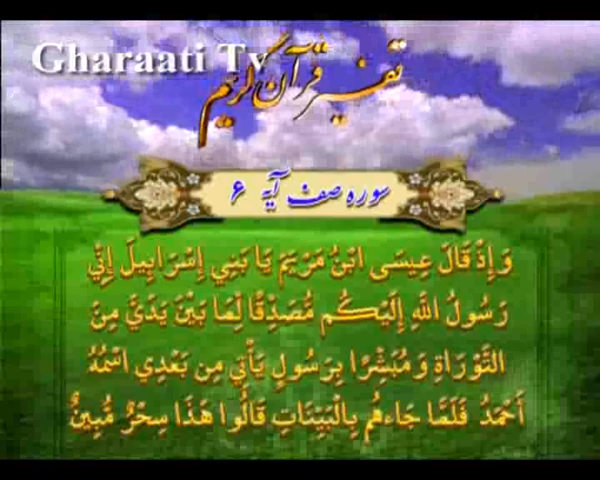 Gharaati Tv
تفسیر قرآن کریم
سوره صف آیه ۶
وَإِذْ قَالَ عِيسَى ابْنُ مَرْيَمَ يَا بَنِي إِسْرَائِيلَ إِنِّي
رَسُولُ اللَّهِ إِلَيْكُم مُّصَدِّقًا لِّمَا بَيْنَ يَدَيَّ مِنَ
التَّوْرَاةِ وَمُبَشِّرًا بِرَسُولٍ يَأْتِي مِن بَعْدِي اسْمُهُ
أَحْمَدُ فَلَمَّا جَاءهُم بِالْبَيِّنَاتِ قَالُوا هَذَا سِحْرٌ مُّبِينٌ